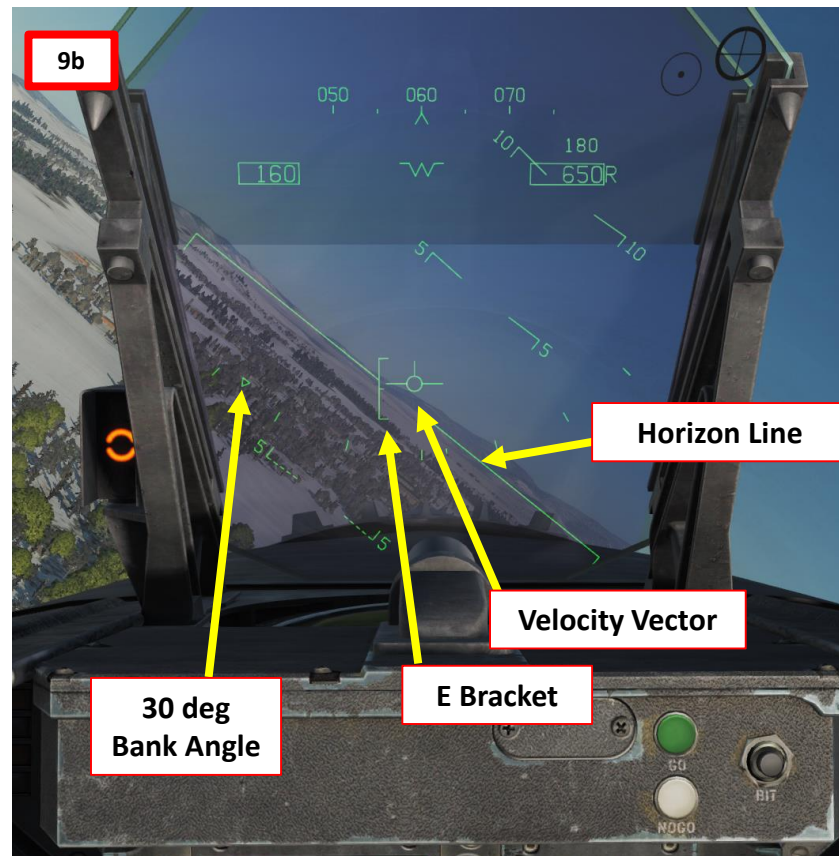 9b
050 060 070
10 180
160 650R
10
5
5
Horizon Line
5
5
Velocity Vector
E Bracket
30 deg
Bank Angle
GO
BIT
NOGO